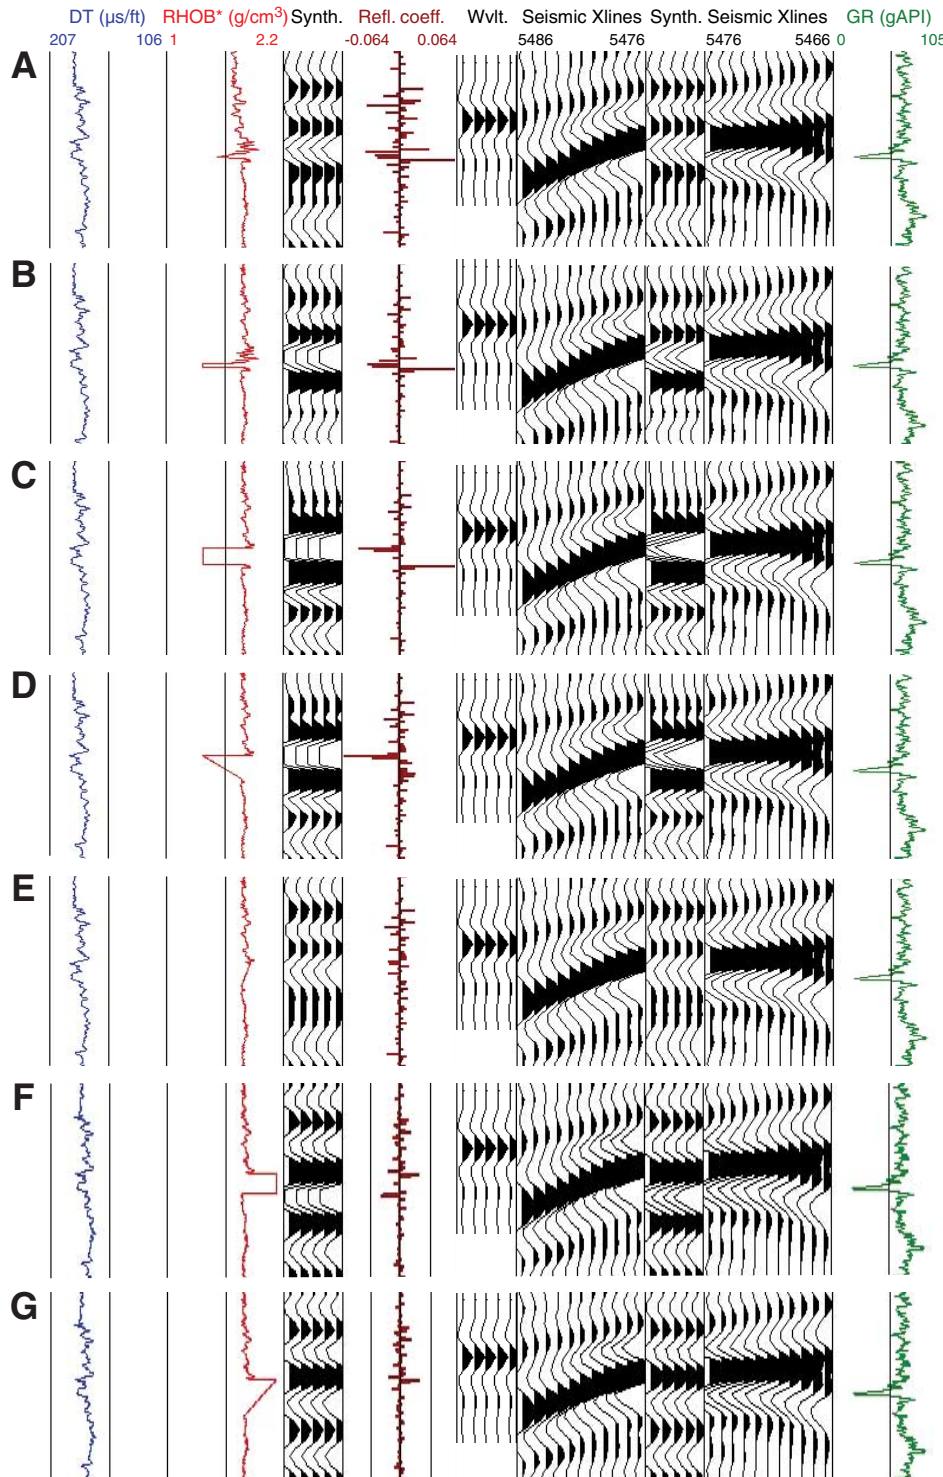 DT (µs/ft) RHOB* (g/cm³) Synth. Refl. coeff. Wvlt. Seismic Xlines Synth. Seismic Xlines GR (gAPI)
207 106 1 2.2 -0.064 0.064 5486 5476 5476 5466 0 105
A
B
C
D
E
F
G